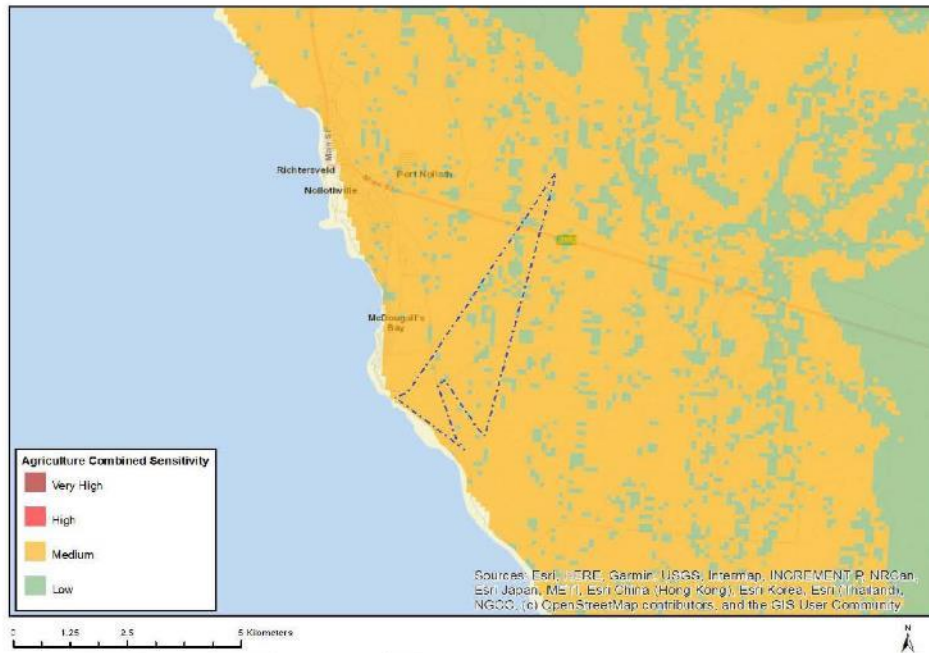 Main St
Richtersveld
Port Nolloth
Nollothville
McDougall's
Bay
Agriculture Combined Sensitivity
Very High
High
Medium
Low
Sources: Esri, HERE, Garmin, USGS, Intermap, INCREMENT P, NRCan,
Esri Japan, METI, Esri China (Hong Kong), Esri Korea, Esri (Thailand),
NGCC, (c) OpenStreetMap contributors, and the GIS User Community
0 1.25 2.5 5 Kilometers
N